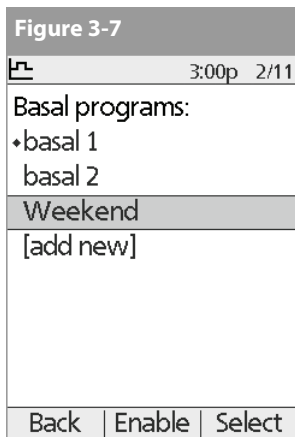 Figure 3-7
3:00p 2/11
Basal programs:
basal 1
basal 2
Weekend
[add new]
Back | Enable | Select